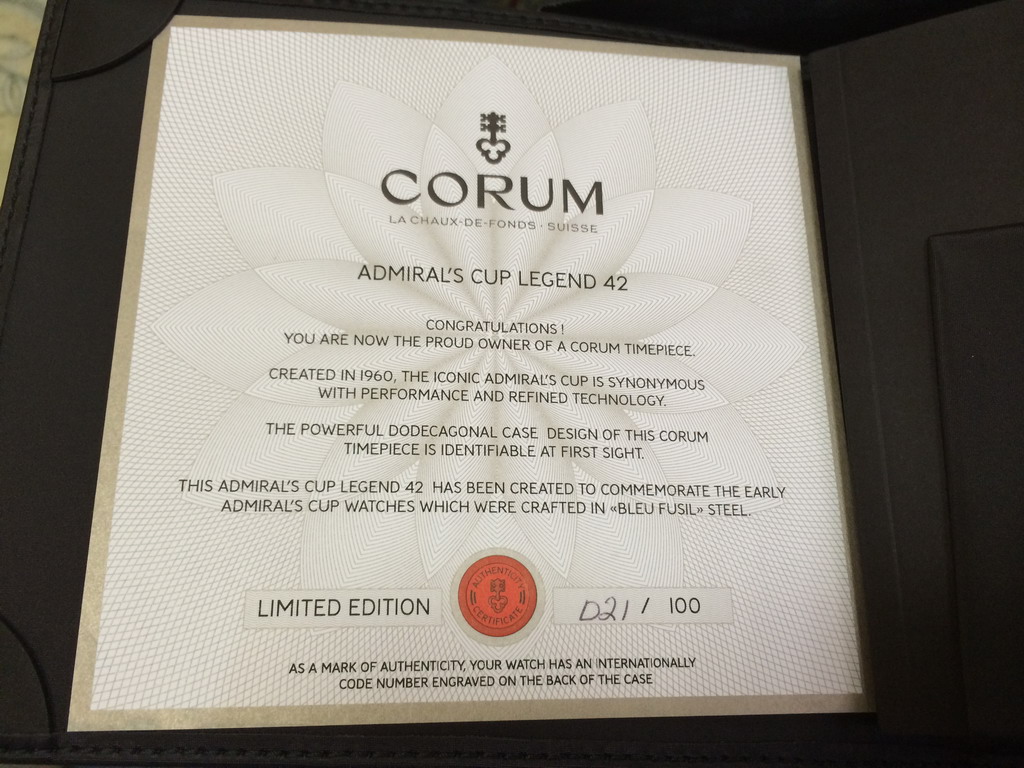 CORUM
LA CHAUX-DE-FONDS · SUISSE
ADMIRAL'S CUP LEGEND 42
CONGRATULATIONS !
YOU ARE NOW THE PROUD OWNER OF A CORUM TIMEPIECE.
CREATED IN 1960, THE ICONIC ADMIRAL'S CUP IS SYNONYMOUS
WITH PERFORMANCE AND REFINED TECHNOLOGY.
THE POWERFUL DODECAGONAL CASE DESIGN OF THIS CORUM
TIMEPIECE IS IDENTIFIABLE AT FIRST SIGHT.
THIS ADMIRAL'S CUP LEGEND 42 HAS BEEN CREATED TO COMMEMORATE THE EARLY
ADMIRAL'S CUP WATCHES WHICH WERE CRAFTED IN «BLEU FUSIL» STEEL.
LIMITED EDITION
AUTHENTICITY
CERTIFICATE
021 / 100
AS A MARK OF AUTHENTICITY, YOUR WATCH HAS AN INTERNATIONALLY
CODE NUMBER ENGRAVED ON THE BACK OF THE CASE